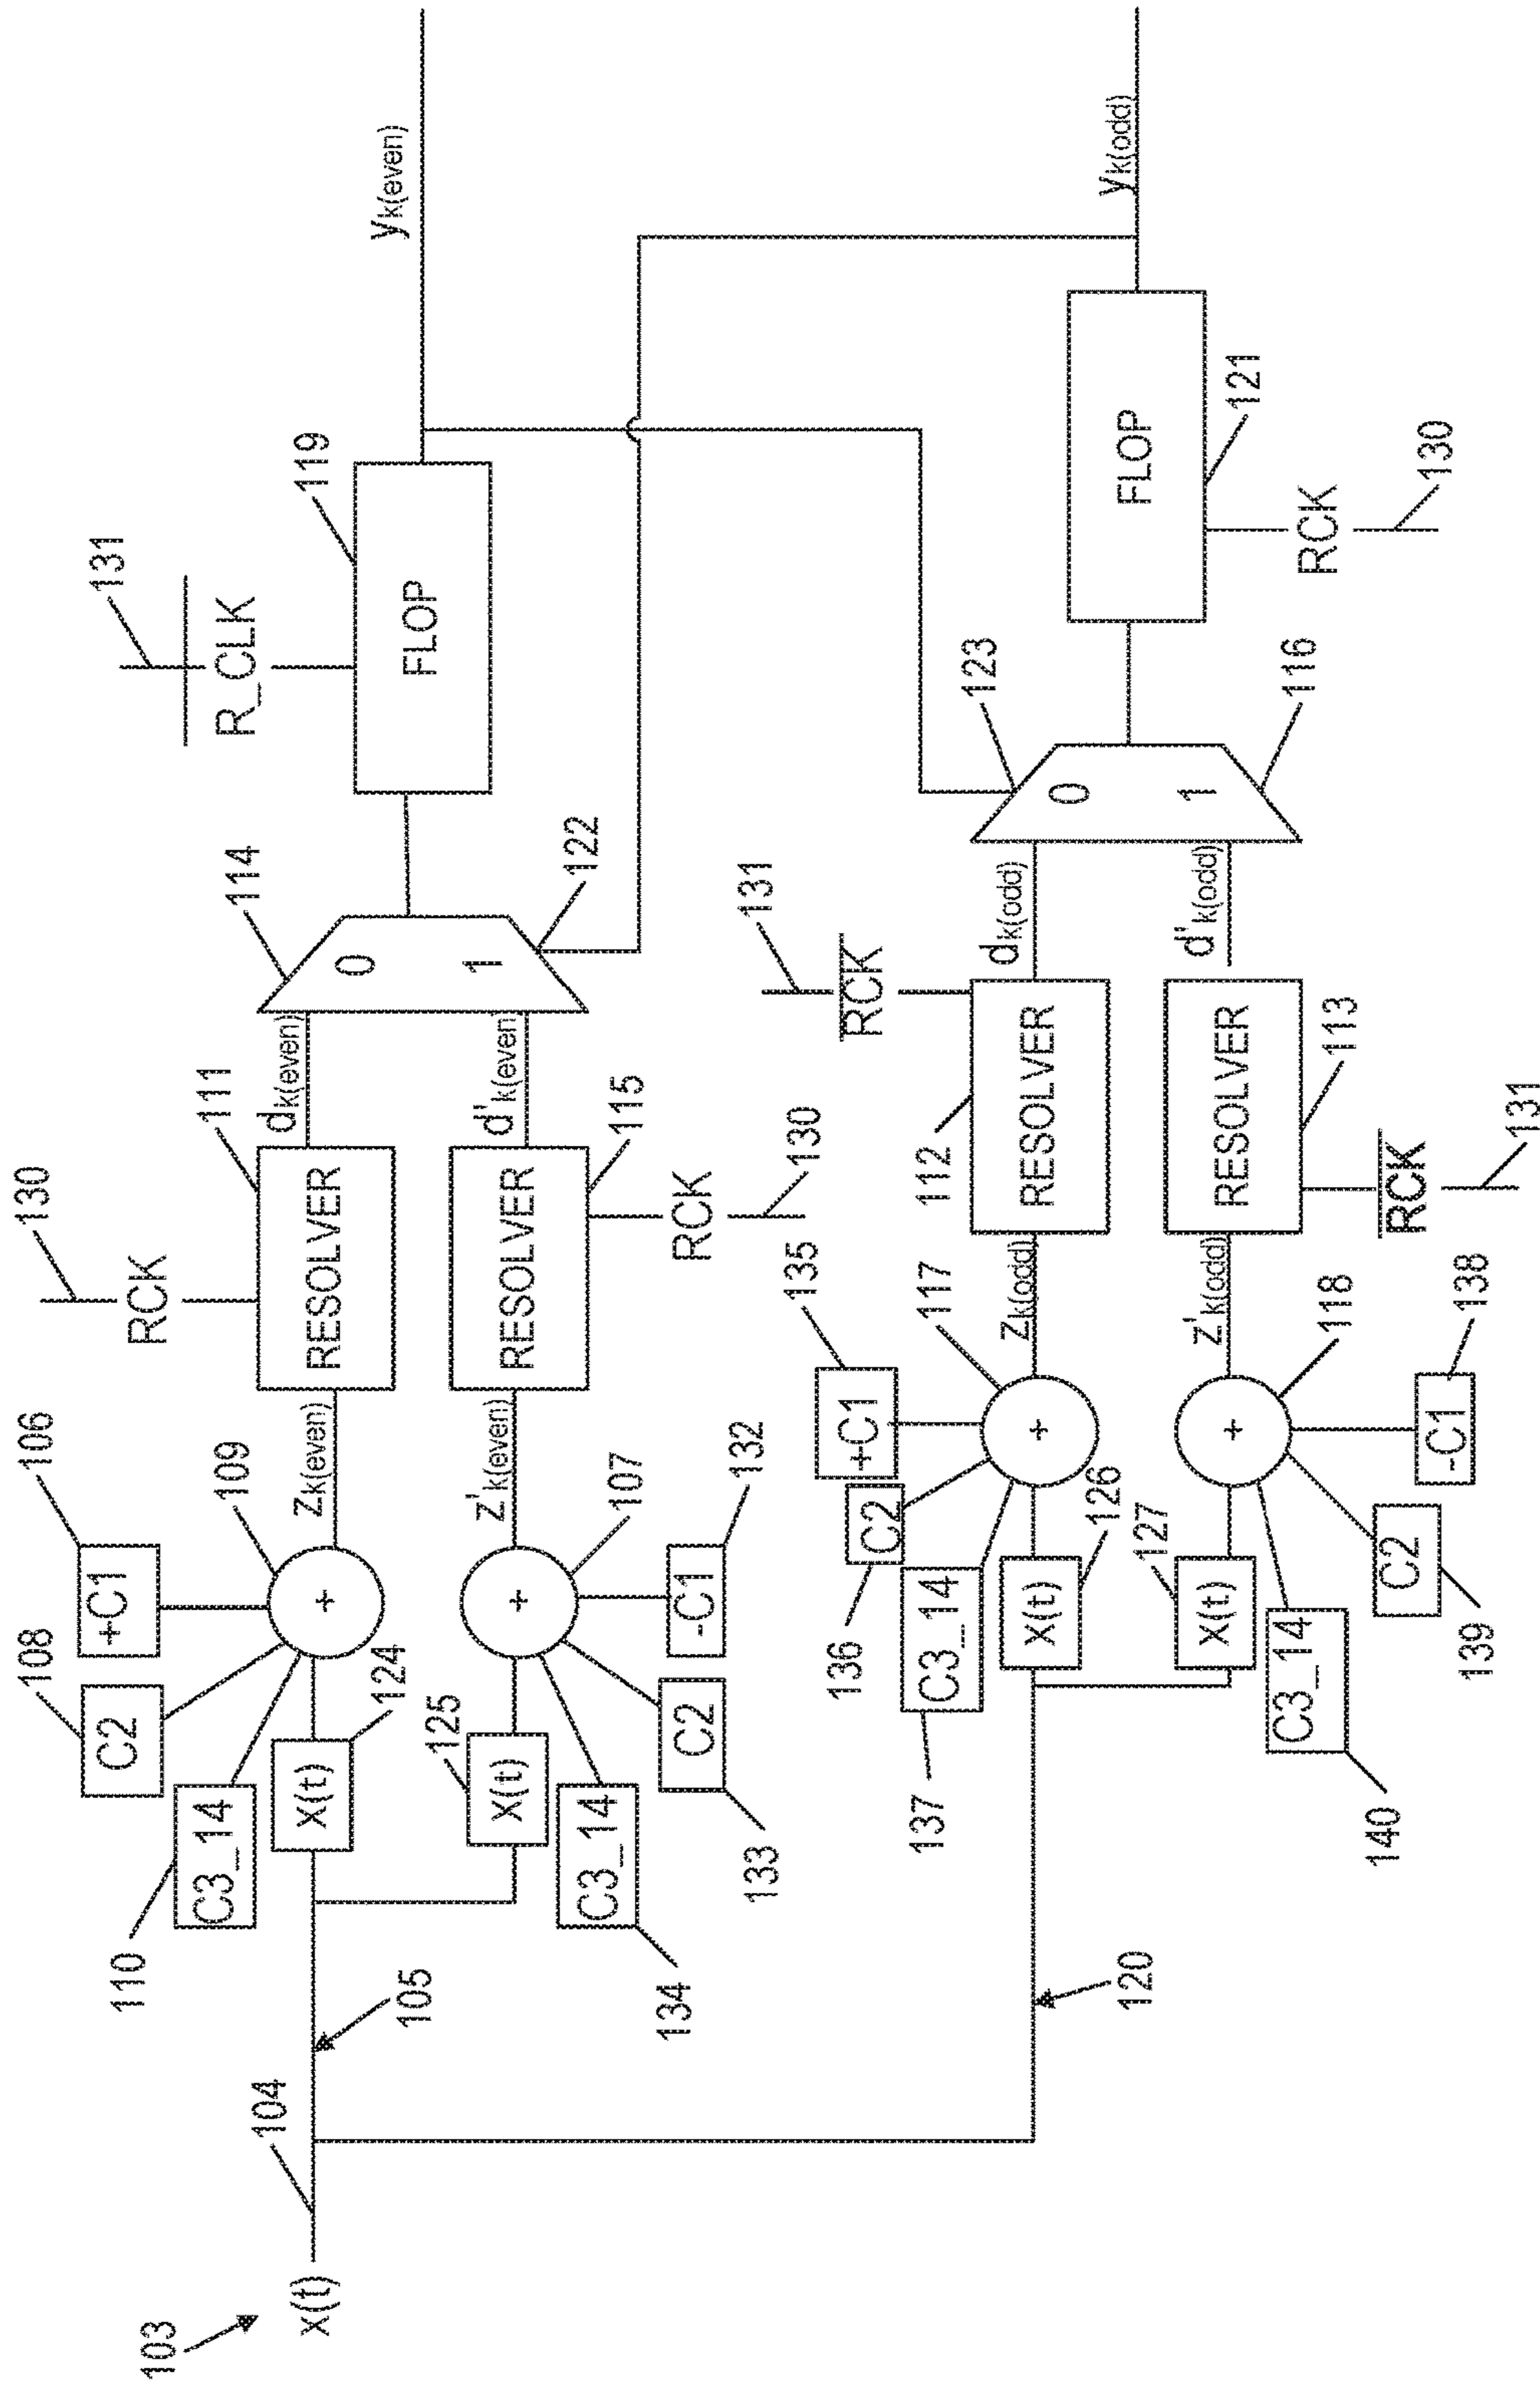 103
x(t)
104
105
120
110
C3_14
108
C2
106
+C1
109
+
X(t)
124
125
X(t)
C3_14
134
C2
133
-C1
132
+
107
zk(even)
z'k(even)
130
RCK
RESOLVER
111
RESOLVER
115
RCK
130
dk(even)
d'k(even)
114
0
1
122
131
R_CLK
FLOP
119
yk(even)
137
C3_14
136
C2
135
+C1
117
+
X(t)
126
127
X(t)
C3_14
140
C2
139
-C1
138
+
118
zk(odd)
z'k(odd)
112
RESOLVER
RCK
131
RESOLVER
113
RCK
131
dk(odd)
d'k(odd)
123
0
1
116
FLOP
121
RCK
130
yk(odd)